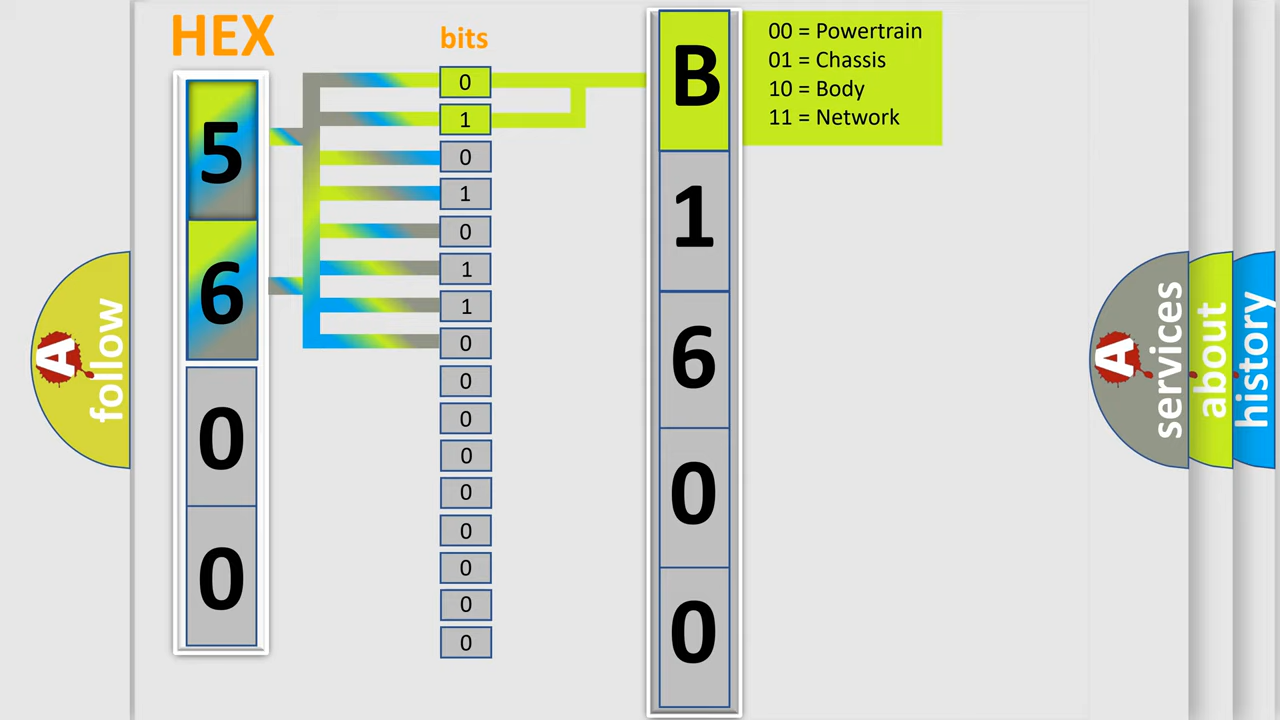 HEX
5
6
0
0
bits
0
1
0
1
0
1
1
0
0
0
0
0
0
0
0
0
B
1
6
0
0
00 = Powertrain
01 = Chassis
10 = Body
11 = Network
A
follow
A
services
about
history